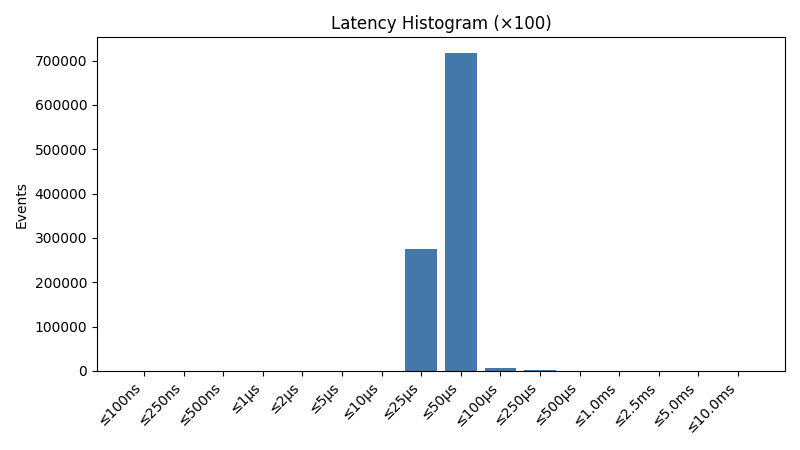 Latency Histogram (×100)
Events
700000
600000
500000
400000
300000
200000
100000
0
≤100ns
≤250ns
≤500ns
≤1μs
≤2μs
≤5μs
≤10μs
≤25μs
≤50μs
≤100μs
≤250μs
≤500μs
≤1.0ms
≤2.5ms
≤5.0ms
≤10.0ms